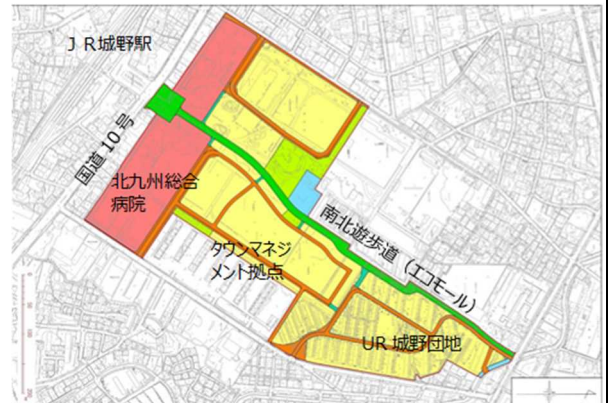 JR城野駅
国道10号
北九州総合
病院
南北遊歩道（エコモール）
タウンマネジ
メント拠点
UR 城野団地